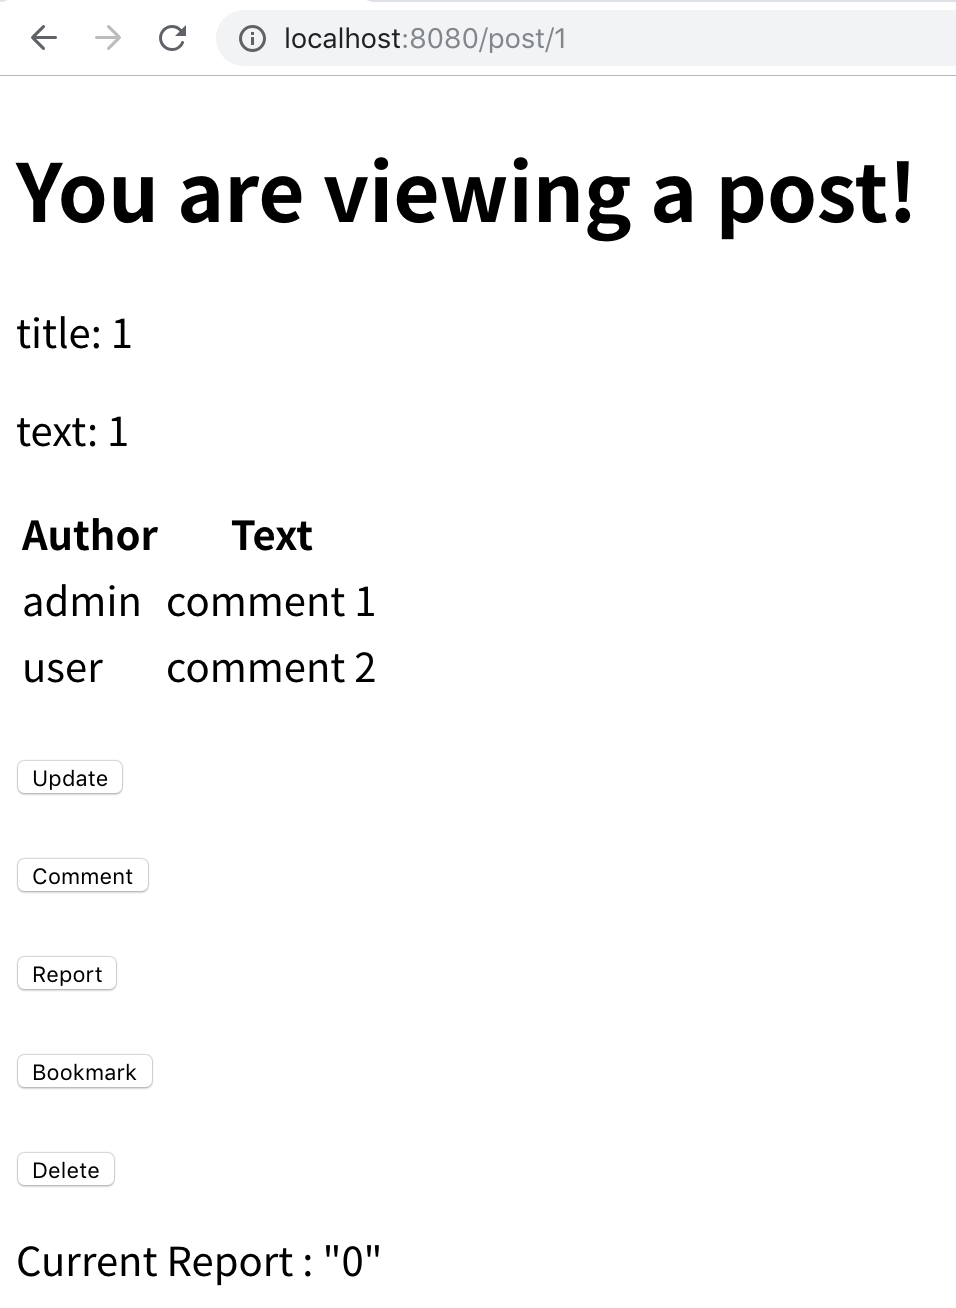 localhost:8080/post/1
You are viewing a post!
title: 1
text: 1
Author Text
admin comment 1
user comment 2
Update
Comment
Report
Bookmark
Delete
Current Report : "0"